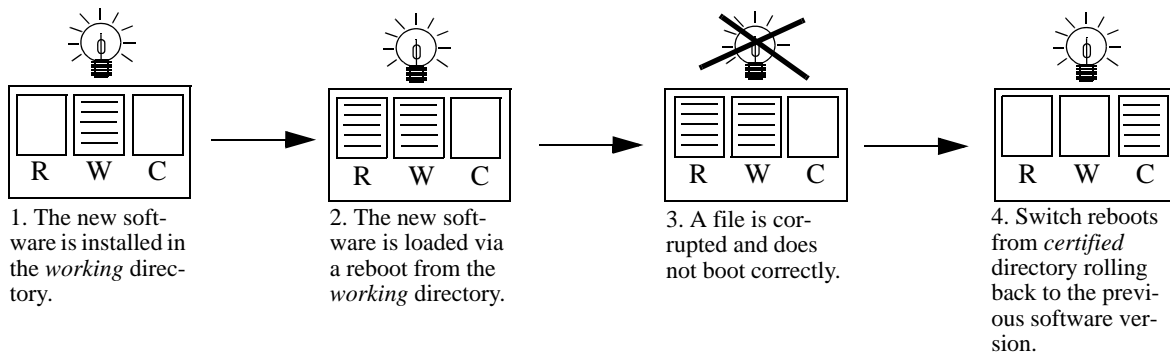 R W C
R W C
R W C
R W C
1. The new soft-
ware is installed in
the working direc-
tory.
2. The new soft-
ware is loaded via
a reboot from the
working directory.
3. A file is cor-
rupted and does
not boot correctly.
4. Switch reboots
from certified
directory rolling
back to the previ-
ous software ver-
sion.